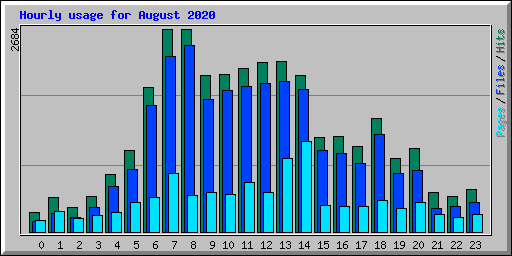 Hourly usage for August 2020
2684
Pages/Files/Hits
0 1 2 3 4 5 6 7 8 9 10 11 12 13 14 15 16 17 18 19 20 21 22 23